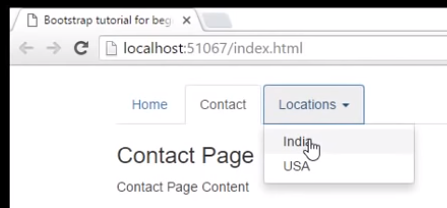 Bootstrap tutorial for beg
localhost:51067/index.html
Home Contact Locations
India
USA
Contact Page
Contact Page Content